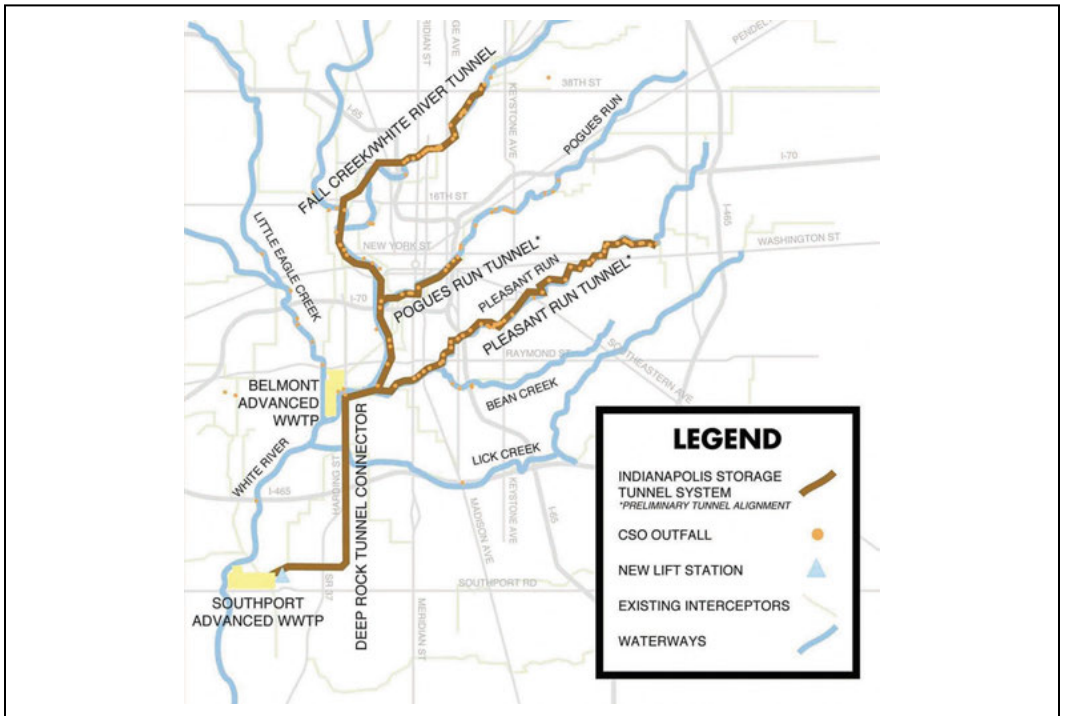 MERIDIAN ST
KEYSTONE AVE
38TH ST
I-65
FALL CREEK/WHITE RIVER TUNNEL
POGUES RUN
I-70
16TH ST
I-465
LITTLE EAGLE CREEK
NEW YORK ST
WASHINGTON ST
POGUES RUN TUNNEL*
PLEASANT RUN
PLEASANT RUN TUNNEL*
I-70
RAYMOND ST
SOUTHEASTERN AVE
BELMONT
ADVANCED
WWTP
BEAN CREEK
DEEP ROCK TUNNEL CONNECTOR
LICK CREEK
WHITE RIVER
HARDING ST
I-465
KEYSTONE AVE
I-65
MADISON AVE
SR 37
SOUTHPORT RD
SOUTHPORT
ADVANCED WWTP
MERIDIAN ST
LEGEND
INDIANAPOLIS STORAGE
TUNNEL SYSTEM
*PRELIMINARY TUNNEL ALIGNMENT
CSO OUTFALL
NEW LIFT STATION
EXISTING INTERCEPTORS
WATERWAYS